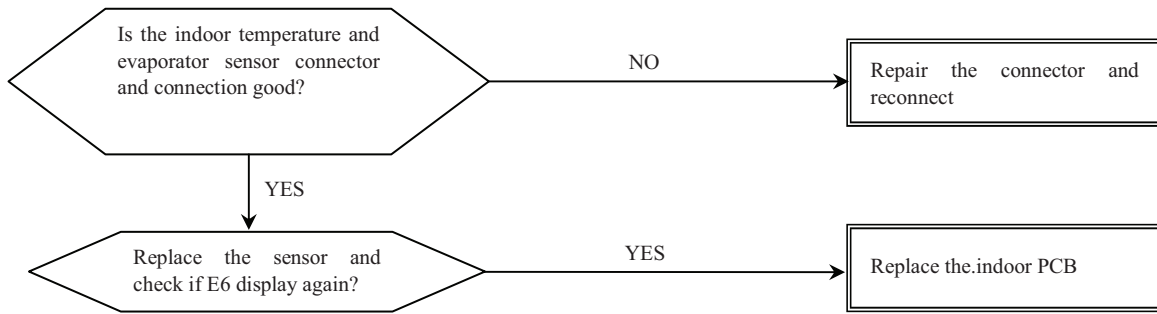 Is the indoor temperature and
evaporator sensor connector
and connection good?
NO
Repair the connector and
reconnect
YES
Replace the sensor and
check if E6 display again?
YES
Replace the.indoor PCB